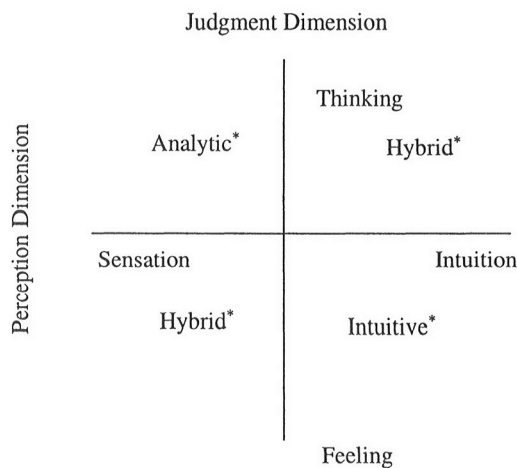 Judgment Dimension
Thinking
Analytic*
Hybrid*
Perception Dimension
Sensation
Intuition
Hybrid*
Intuitive*
Feeling